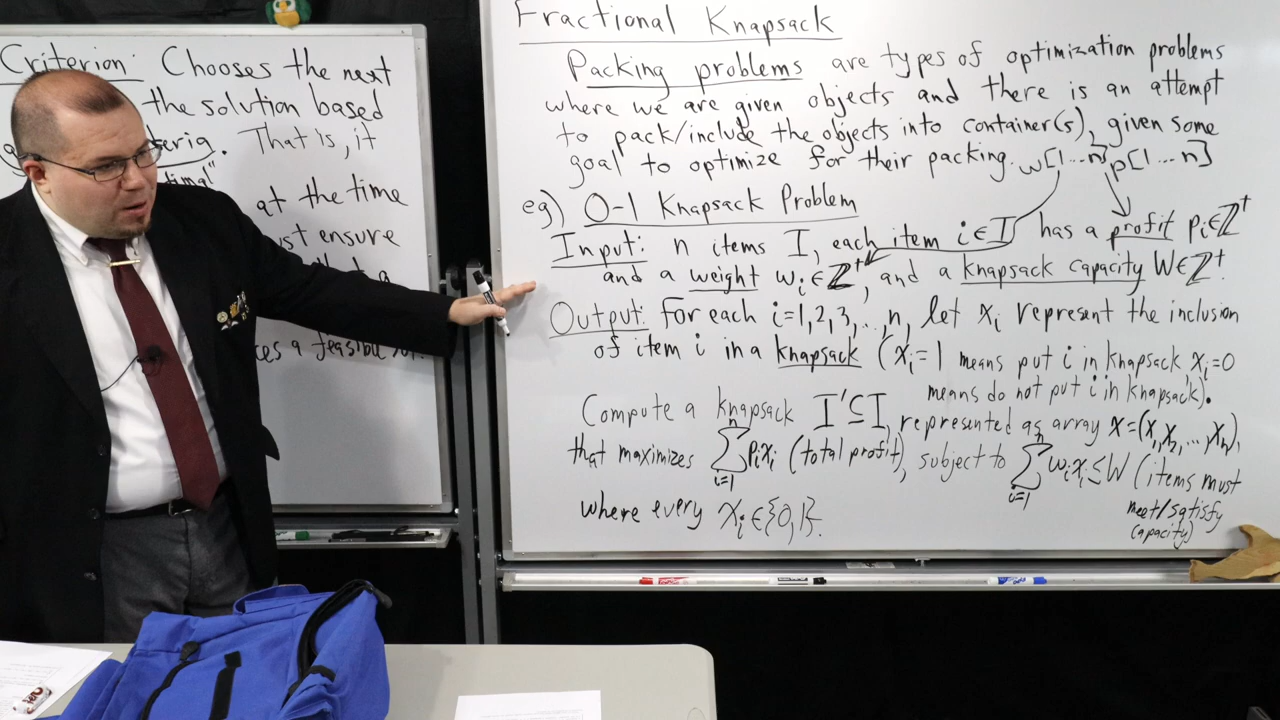 Criterion: Chooses the next
the solution based
That is, it
at the time
ensure
a feasible
Fractional Knapsack
Packing problems are types of optimization problems
where we are given objects and there is an attempt
to pack/include the objects into container(s), given some
goal to optimize for their packing. w[1...n] p[1...n]
eg) 0-1 Knapsack Problem
Input: n items I, each item i∈I has a profit pᵢ∈ℤ⁺
and a weight wᵢ∈ℤ⁺, and a knapsack capacity W∈ℤ⁺.
Output: For each i=1,2,3,...,n, let xᵢ represent the inclusion
of item i in a knapsack (xᵢ=1 means put i in knapsack xᵢ=0
means do not put i in knapsack).
Compute a knapsack I'⊆I, represented as array x=(x₁,x₂,...,xₙ),
that maximizes ∑ᵢ₌₁ⁿ pᵢxᵢ (total profit), subject to ∑ᵢ₌₁ⁿ wᵢxᵢ≤W (items must
meet/satisfy
capacity)
where every xᵢ∈{0,1}.